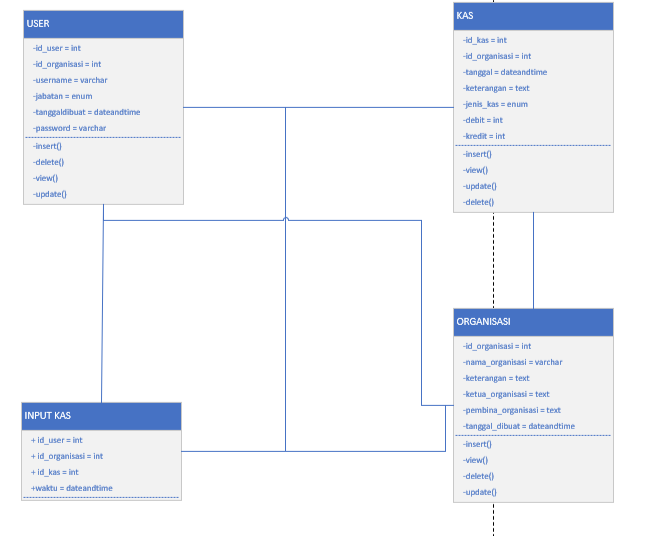 USER
-id_user = int
-id_organisasi = int
-username = varchar
-jabatan = enum
-tanggaldibuat = dateandtime
-password = varchar
-insert()
-delete()
-view()
-update()
KAS
-id_kas = int
-id_organisasi = int
-tanggal = dateandtime
-keterangan = text
-jenis_kas = enum
-debit = int
-kredit = int
-insert()
-view()
-update()
-delete()
INPUT KAS
+ id_user = int
+ id_organisasi = int
+ id_kas = int
+waktu = dateandtime
ORGANISASI
-id_organisasi = int
-nama_organisasi = varchar
-keterangan = text
-ketua_organisasi = text
-pembina_organisasi = text
-tanggal_dibuat = dateandtime
-insert()
-view()
-delete()
-update()